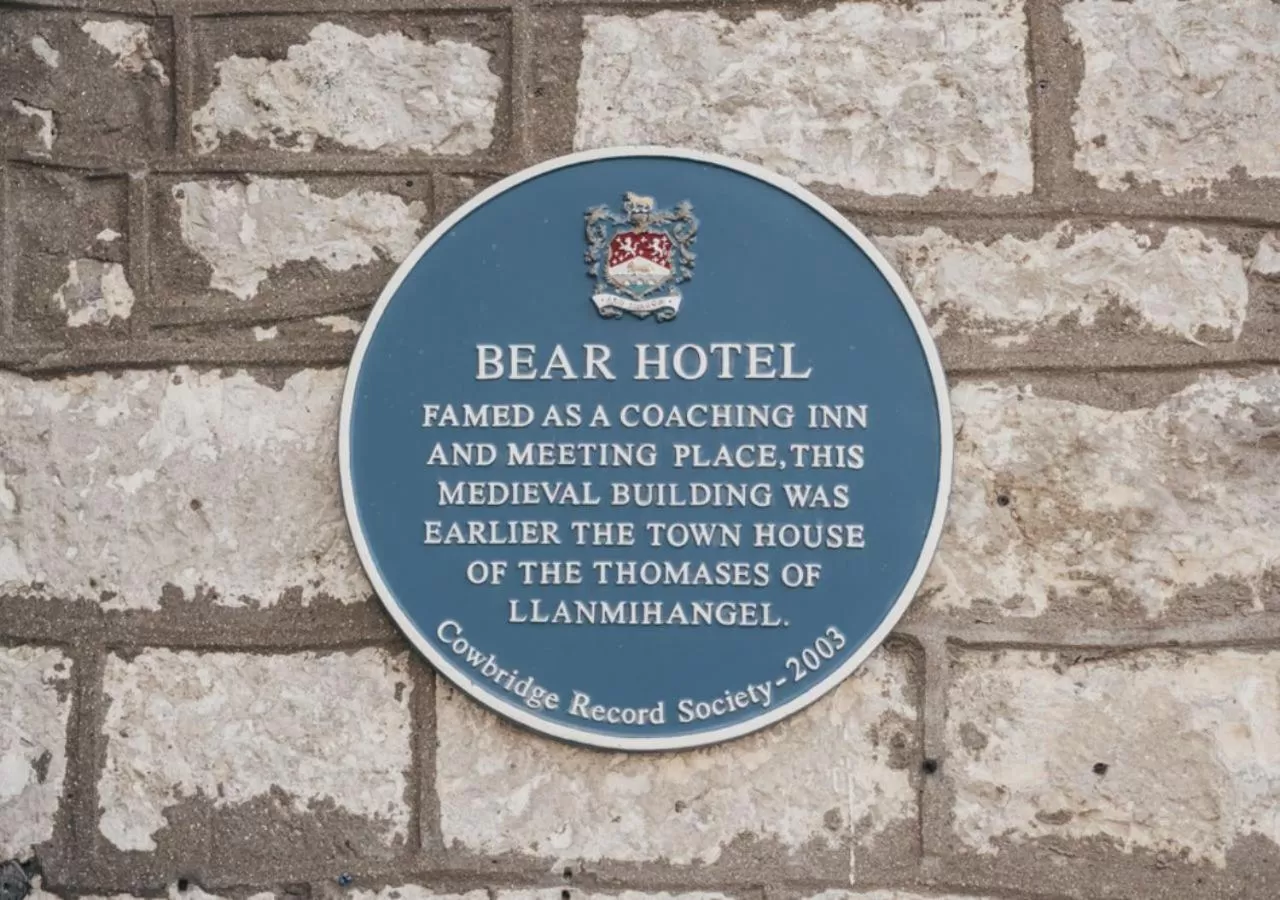 BEAR HOTEL
FAMED AS A COACHING INN
AND MEETING PLACE, THIS
MEDIEVAL BUILDING WAS
EARLIER THE TOWN HOUSE
OF THE THOMASES OF
LLANMIHANGEL.
Cowbridge Record Society - 2003